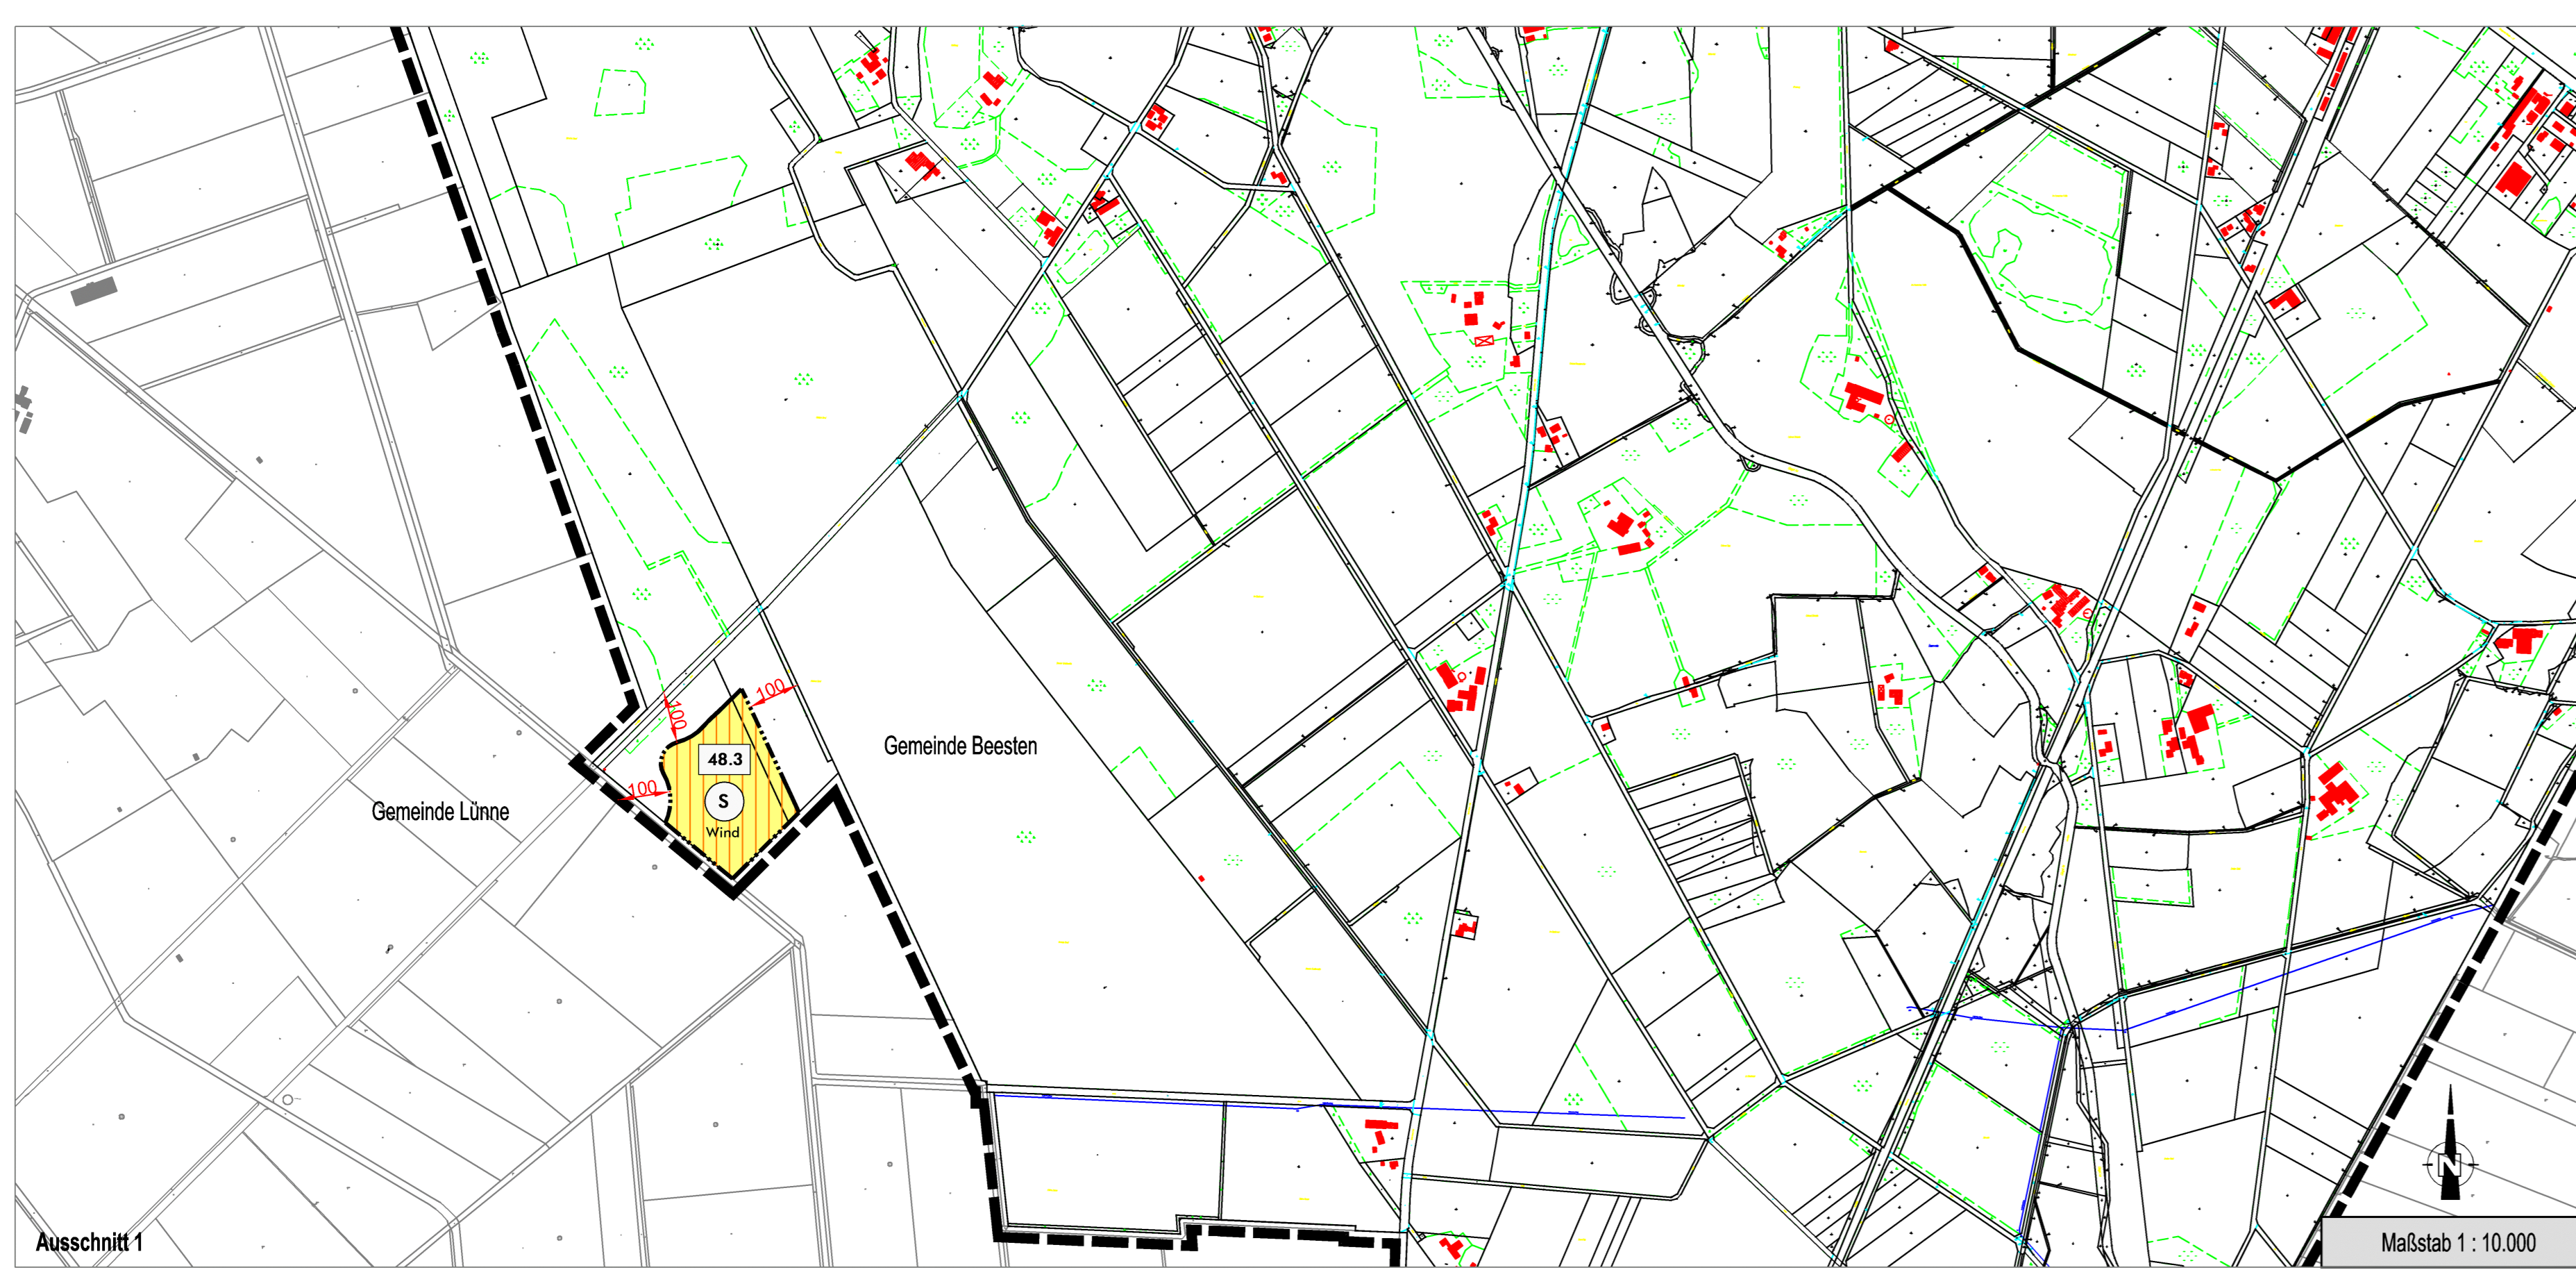 100
100
48.3
Gemeinde Beesten
100
S
Gemeinde Lünne
Wind
N
Ausschnitt 1
Maßstab 1 : 10.000